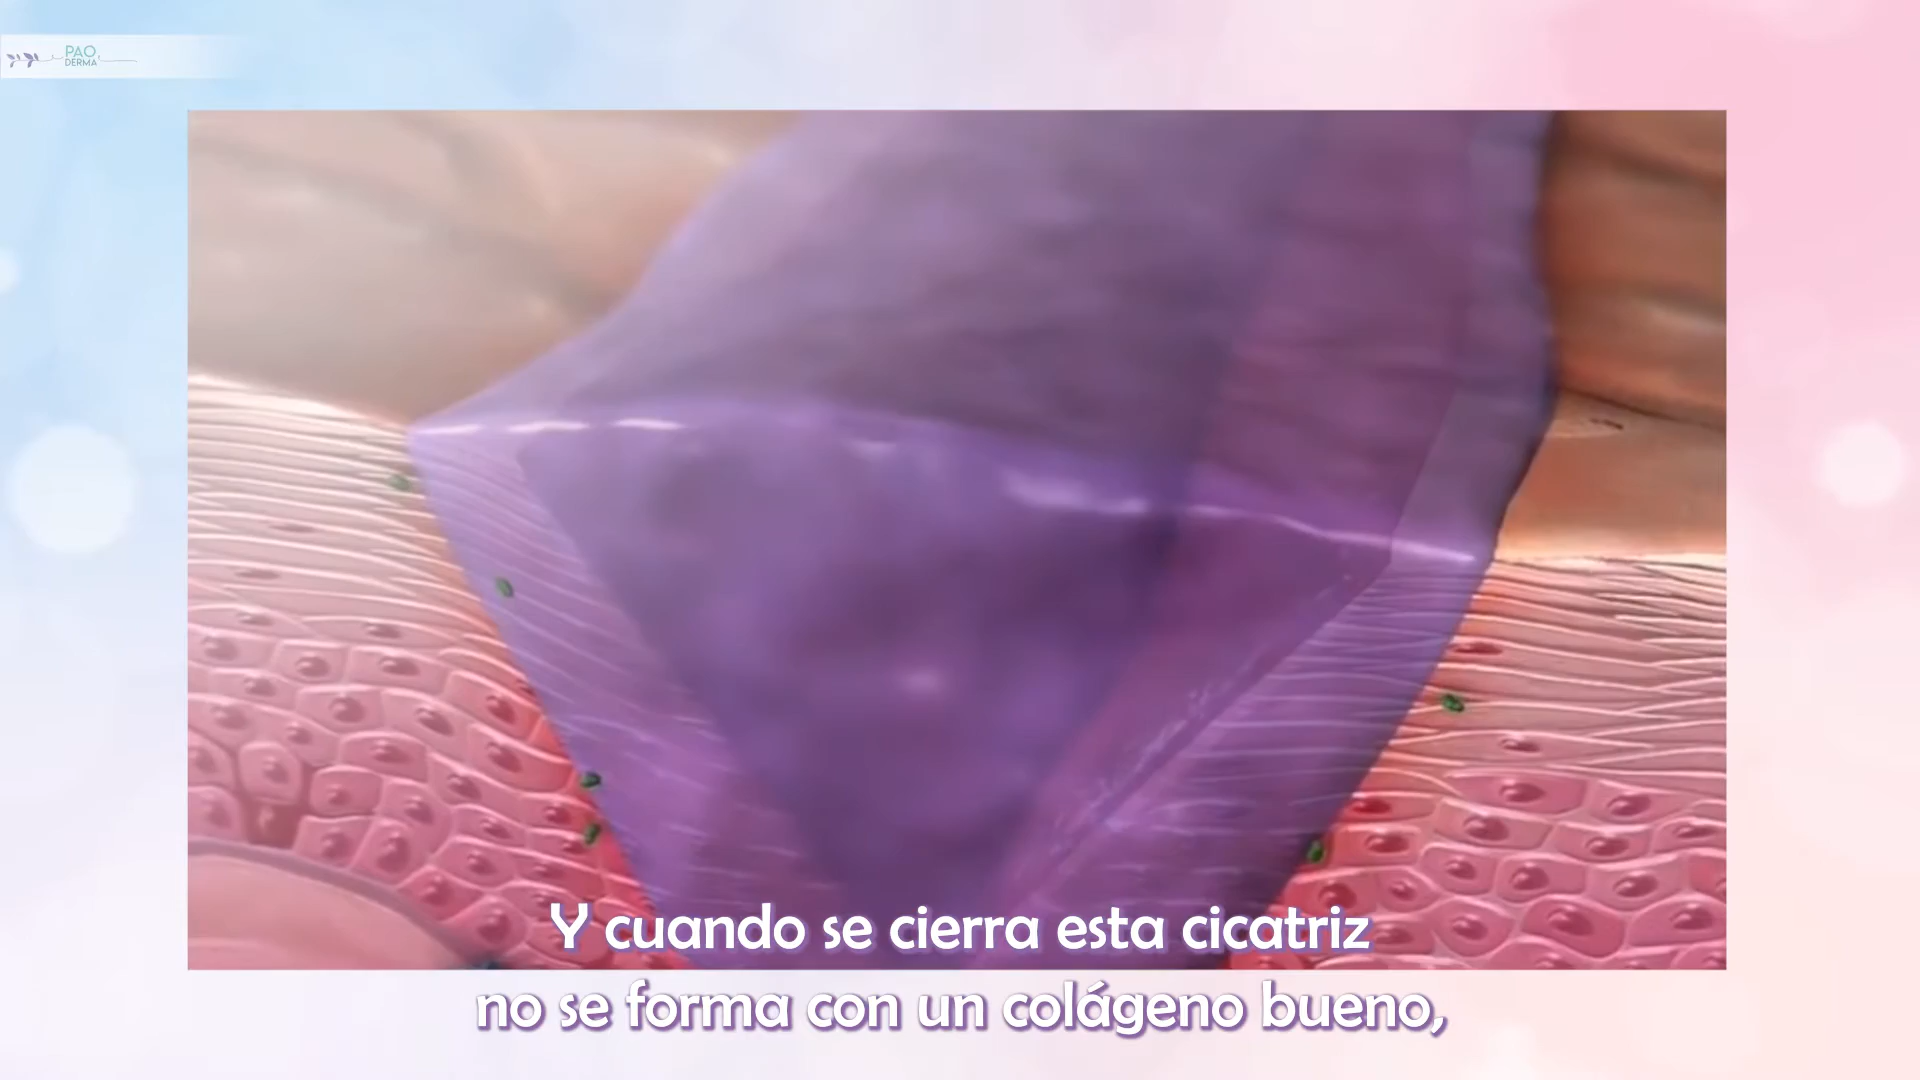 PAO
DERMA
Y cuando se cierra esta cicatriz
no se forma con un colágeno bueno,